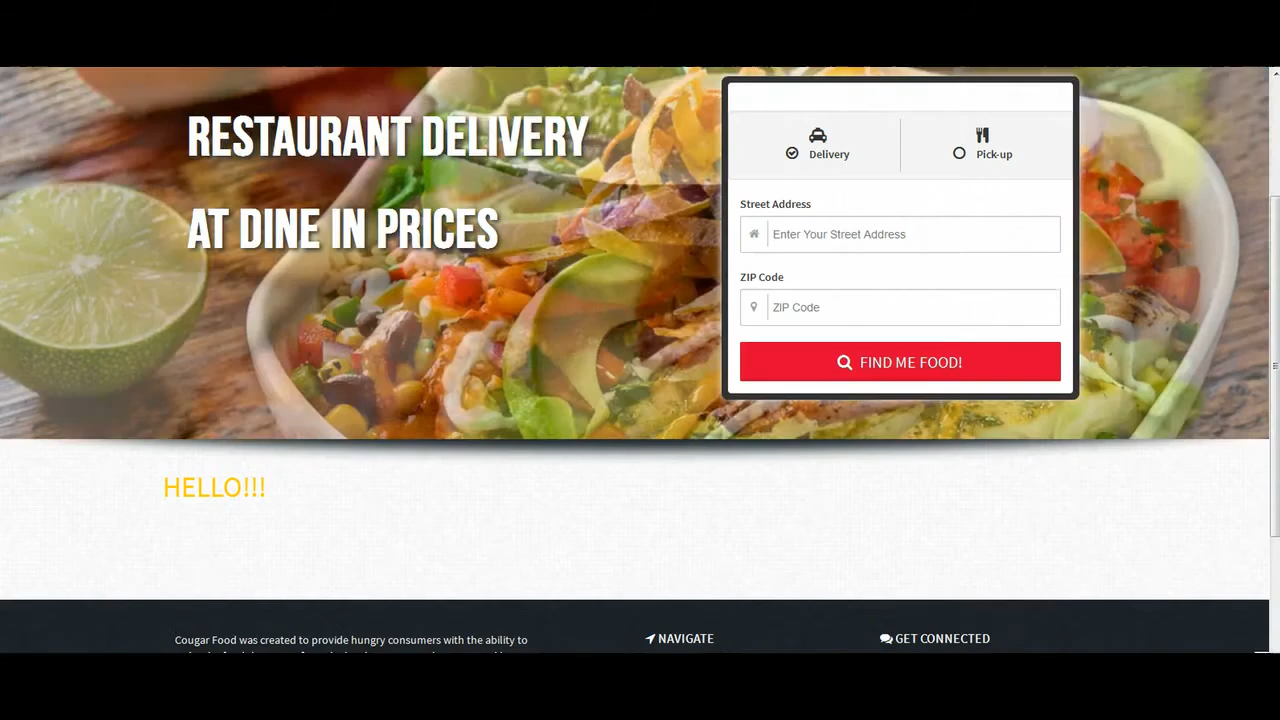 RESTAURANT DELIVERY
AT DINE IN PRICES
Delivery
Pick-up
Street Address
Enter Your Street Address
ZIP Code
ZIP Code
FIND ME FOOD!
HELLO!!!
Cougar Food was created to provide hungry consumers with the ability to
NAVIGATE
GET CONNECTED